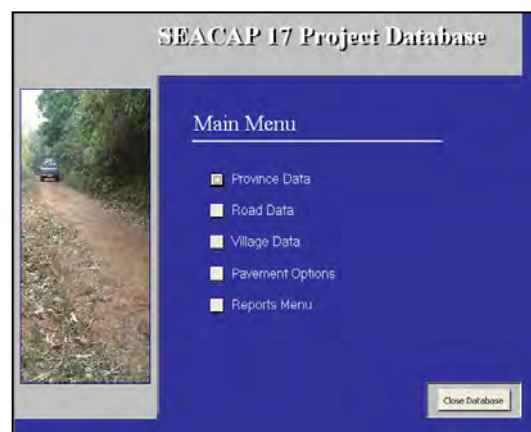 SEACAP 17 Project Database
Main Menu
Province Data
Road Data
Village Data
Pavement Options
Reports Menu
Close Database